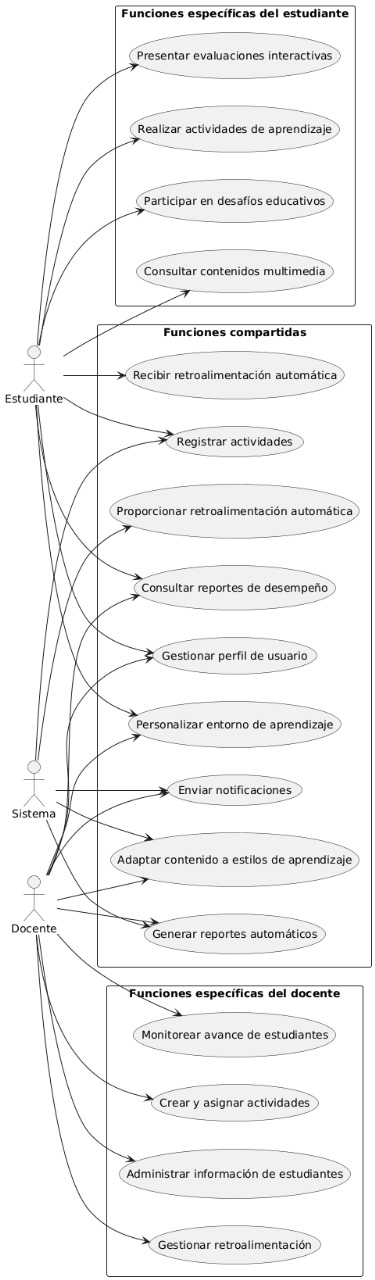 Funciones específicas del estudiante
Presentar evaluaciones interactivas
Realizar actividades de aprendizaje
Participar en desafíos educativos
Consultar contenidos multimedia
Funciones compartidas
Recibir retroalimentación automática
Estudiante
Registrar actividades
Proporcionar retroalimentación automática
Consultar reportes de desempeño
Gestionar perfil de usuario
Personalizar entorno de aprendizaje
Enviar notificaciones
Sistema
Adaptar contenido a estilos de aprendizaje
Docente
Generar reportes automáticos
Funciones específicas del docente
Monitorear avance de estudiantes
Crear y asignar actividades
Administrar información de estudiantes
Gestionar retroalimentación